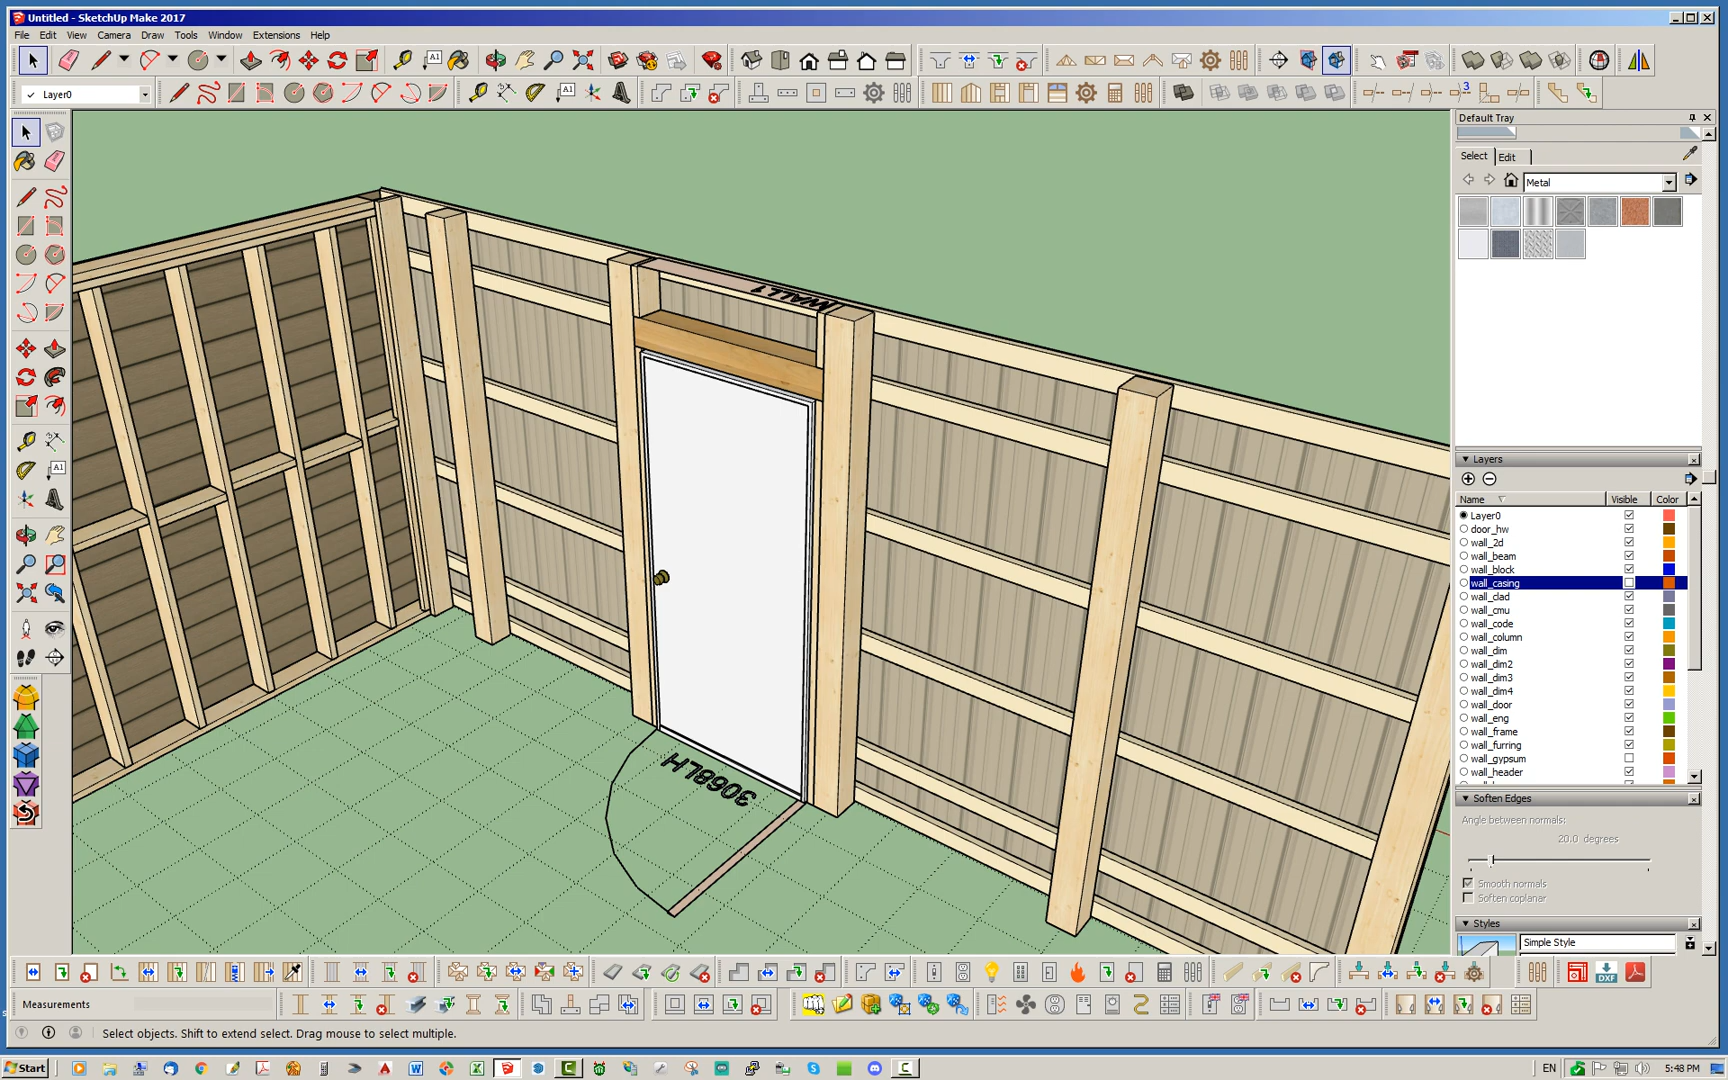 Untitled - SketchUp Make 2017
File Edit View Camera Draw Tools Window Extensions Help
Layer0
Default Tray
Select Edit
Metal
WALL1
3068LH
Layers
Name Visible Color
Layer0
door_hw
wall_2d
wall_beam
wall_block
wall_casing
wall_clad
wall_cmu
wall_code
wall_column
wall_dim
wall_dim2
wall_dim3
wall_dim4
wall_door
wall_eng
wall_frame
wall_furring
wall_gypsum
wall_header
Soften Edges
Angle between normals:
20.0 degrees
Smooth normals
Soften coplanar
Styles
Simple Style
Measurements
Select objects. Shift to extend select. Drag mouse to select multiple.
Start
EN
5:48 PM